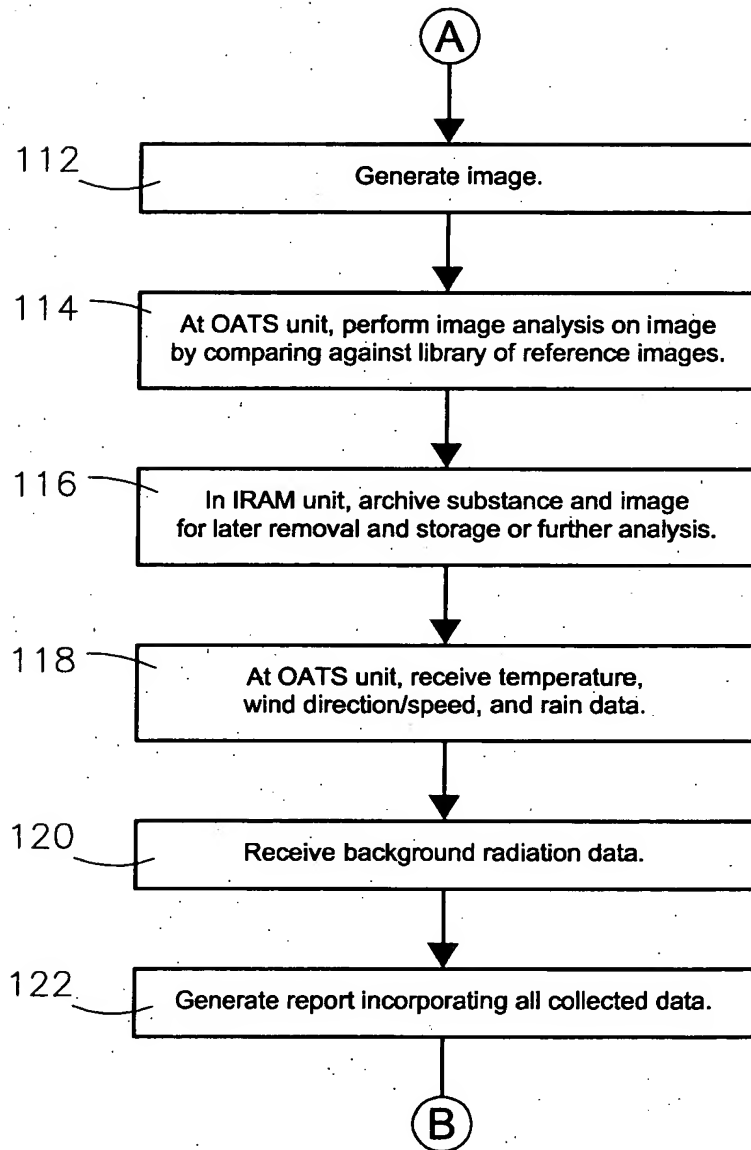 A
112
Generate image.
114
At OATS unit, perform image analysis on image
by comparing against library of reference images.
116
In IRAM unit, archive substance and image
for later removal and storage or further analysis.
118
At OATS unit, receive temperature,
wind direction/speed, and rain data.
120
Receive background radiation data.
122
Generate report incorporating all collected data.
B